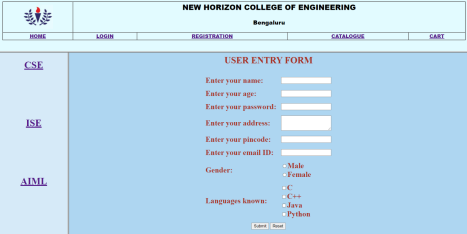 NEW HORIZON COLLEGE OF ENGINEERING
Bengaluru
HOME LOGIN REGISTRATION CATALOGUE CART
CSE
ISE
AIML
USER ENTRY FORM
Enter your name:
Enter your age:
Enter your password:
Enter your address:
Enter your pincode:
Enter your email ID:
Gender:
Male
Female
Languages known:
C
C++
Java
Python
Submit Reset